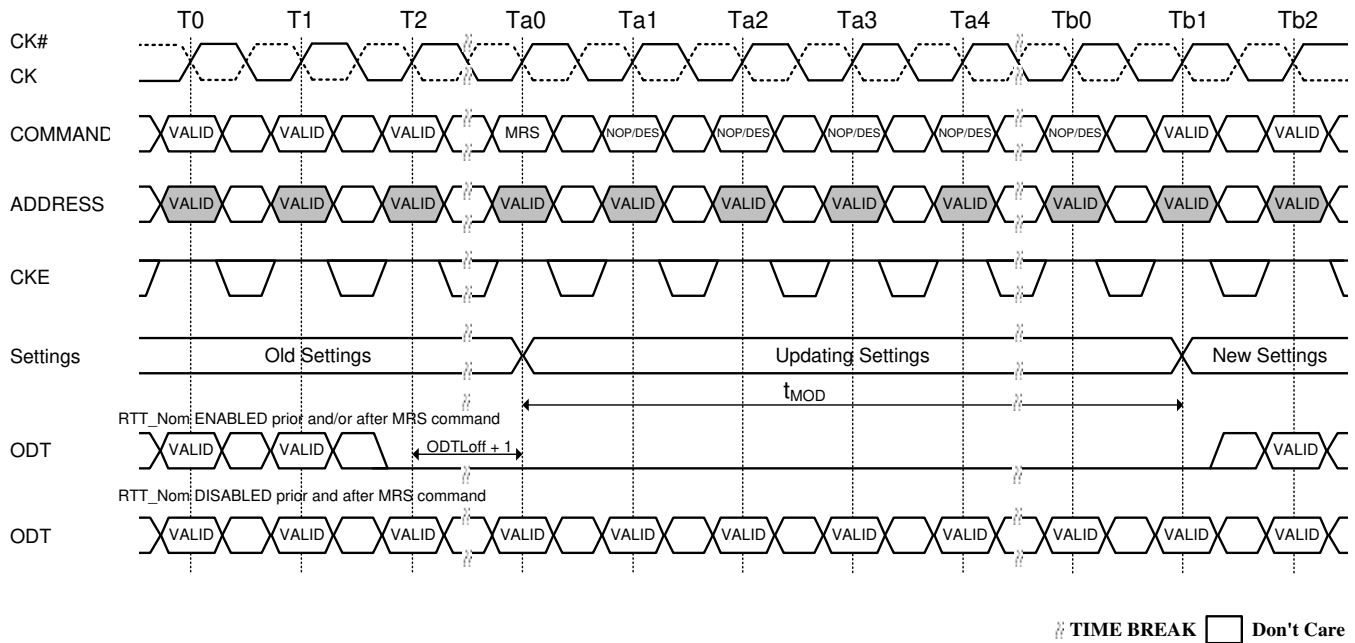 T0 T1 T2 Ta0 Ta1 Ta2 Ta3 Ta4 Tb0 Tb1 Tb2
CK#
CK
COMMAND VALID VALID VALID MRS NOP/DES NOP/DES NOP/DES NOP/DES NOP/DES VALID VALID
ADDRESS VALID VALID VALID VALID VALID VALID VALID VALID VALID VALID VALID
CKE
Settings Old Settings Updating Settings New Settings
tMOD
RTT_Nom ENABLED prior and/or after MRS command
ODT VALID VALID ODTLoff + 1 VALID
RTT_Nom DISABLED prior and after MRS command
ODT VALID VALID VALID VALID VALID VALID VALID VALID VALID VALID VALID
TIME BREAK Don't Care